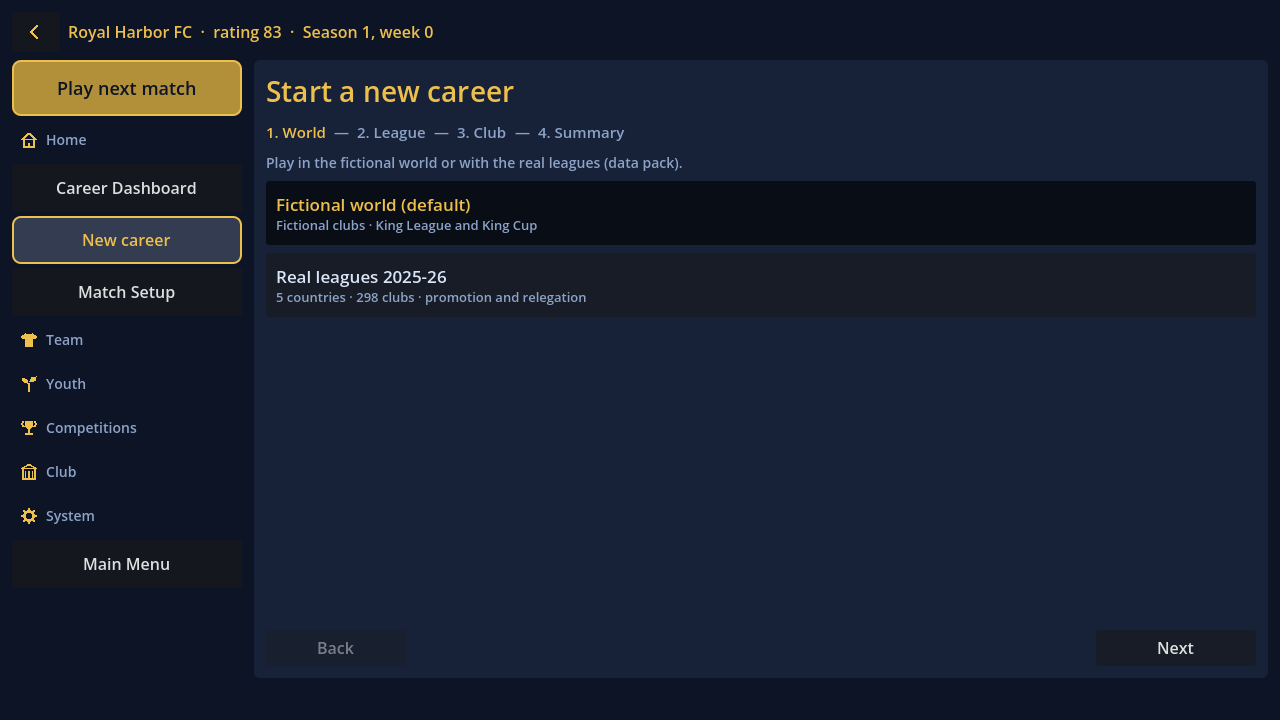 Royal Harbor FC · rating 83 · Season 1, week 0
Play next match
Home
Career Dashboard
New career
Match Setup
Team
Youth
Competitions
Club
System
Main Menu
Start a new career
1. World — 2. League — 3. Club — 4. Summary
Play in the fictional world or with the real leagues (data pack).
Fictional world (default)
Fictional clubs · King League and King Cup
Real leagues 2025-26
5 countries · 298 clubs · promotion and relegation
Back
Next